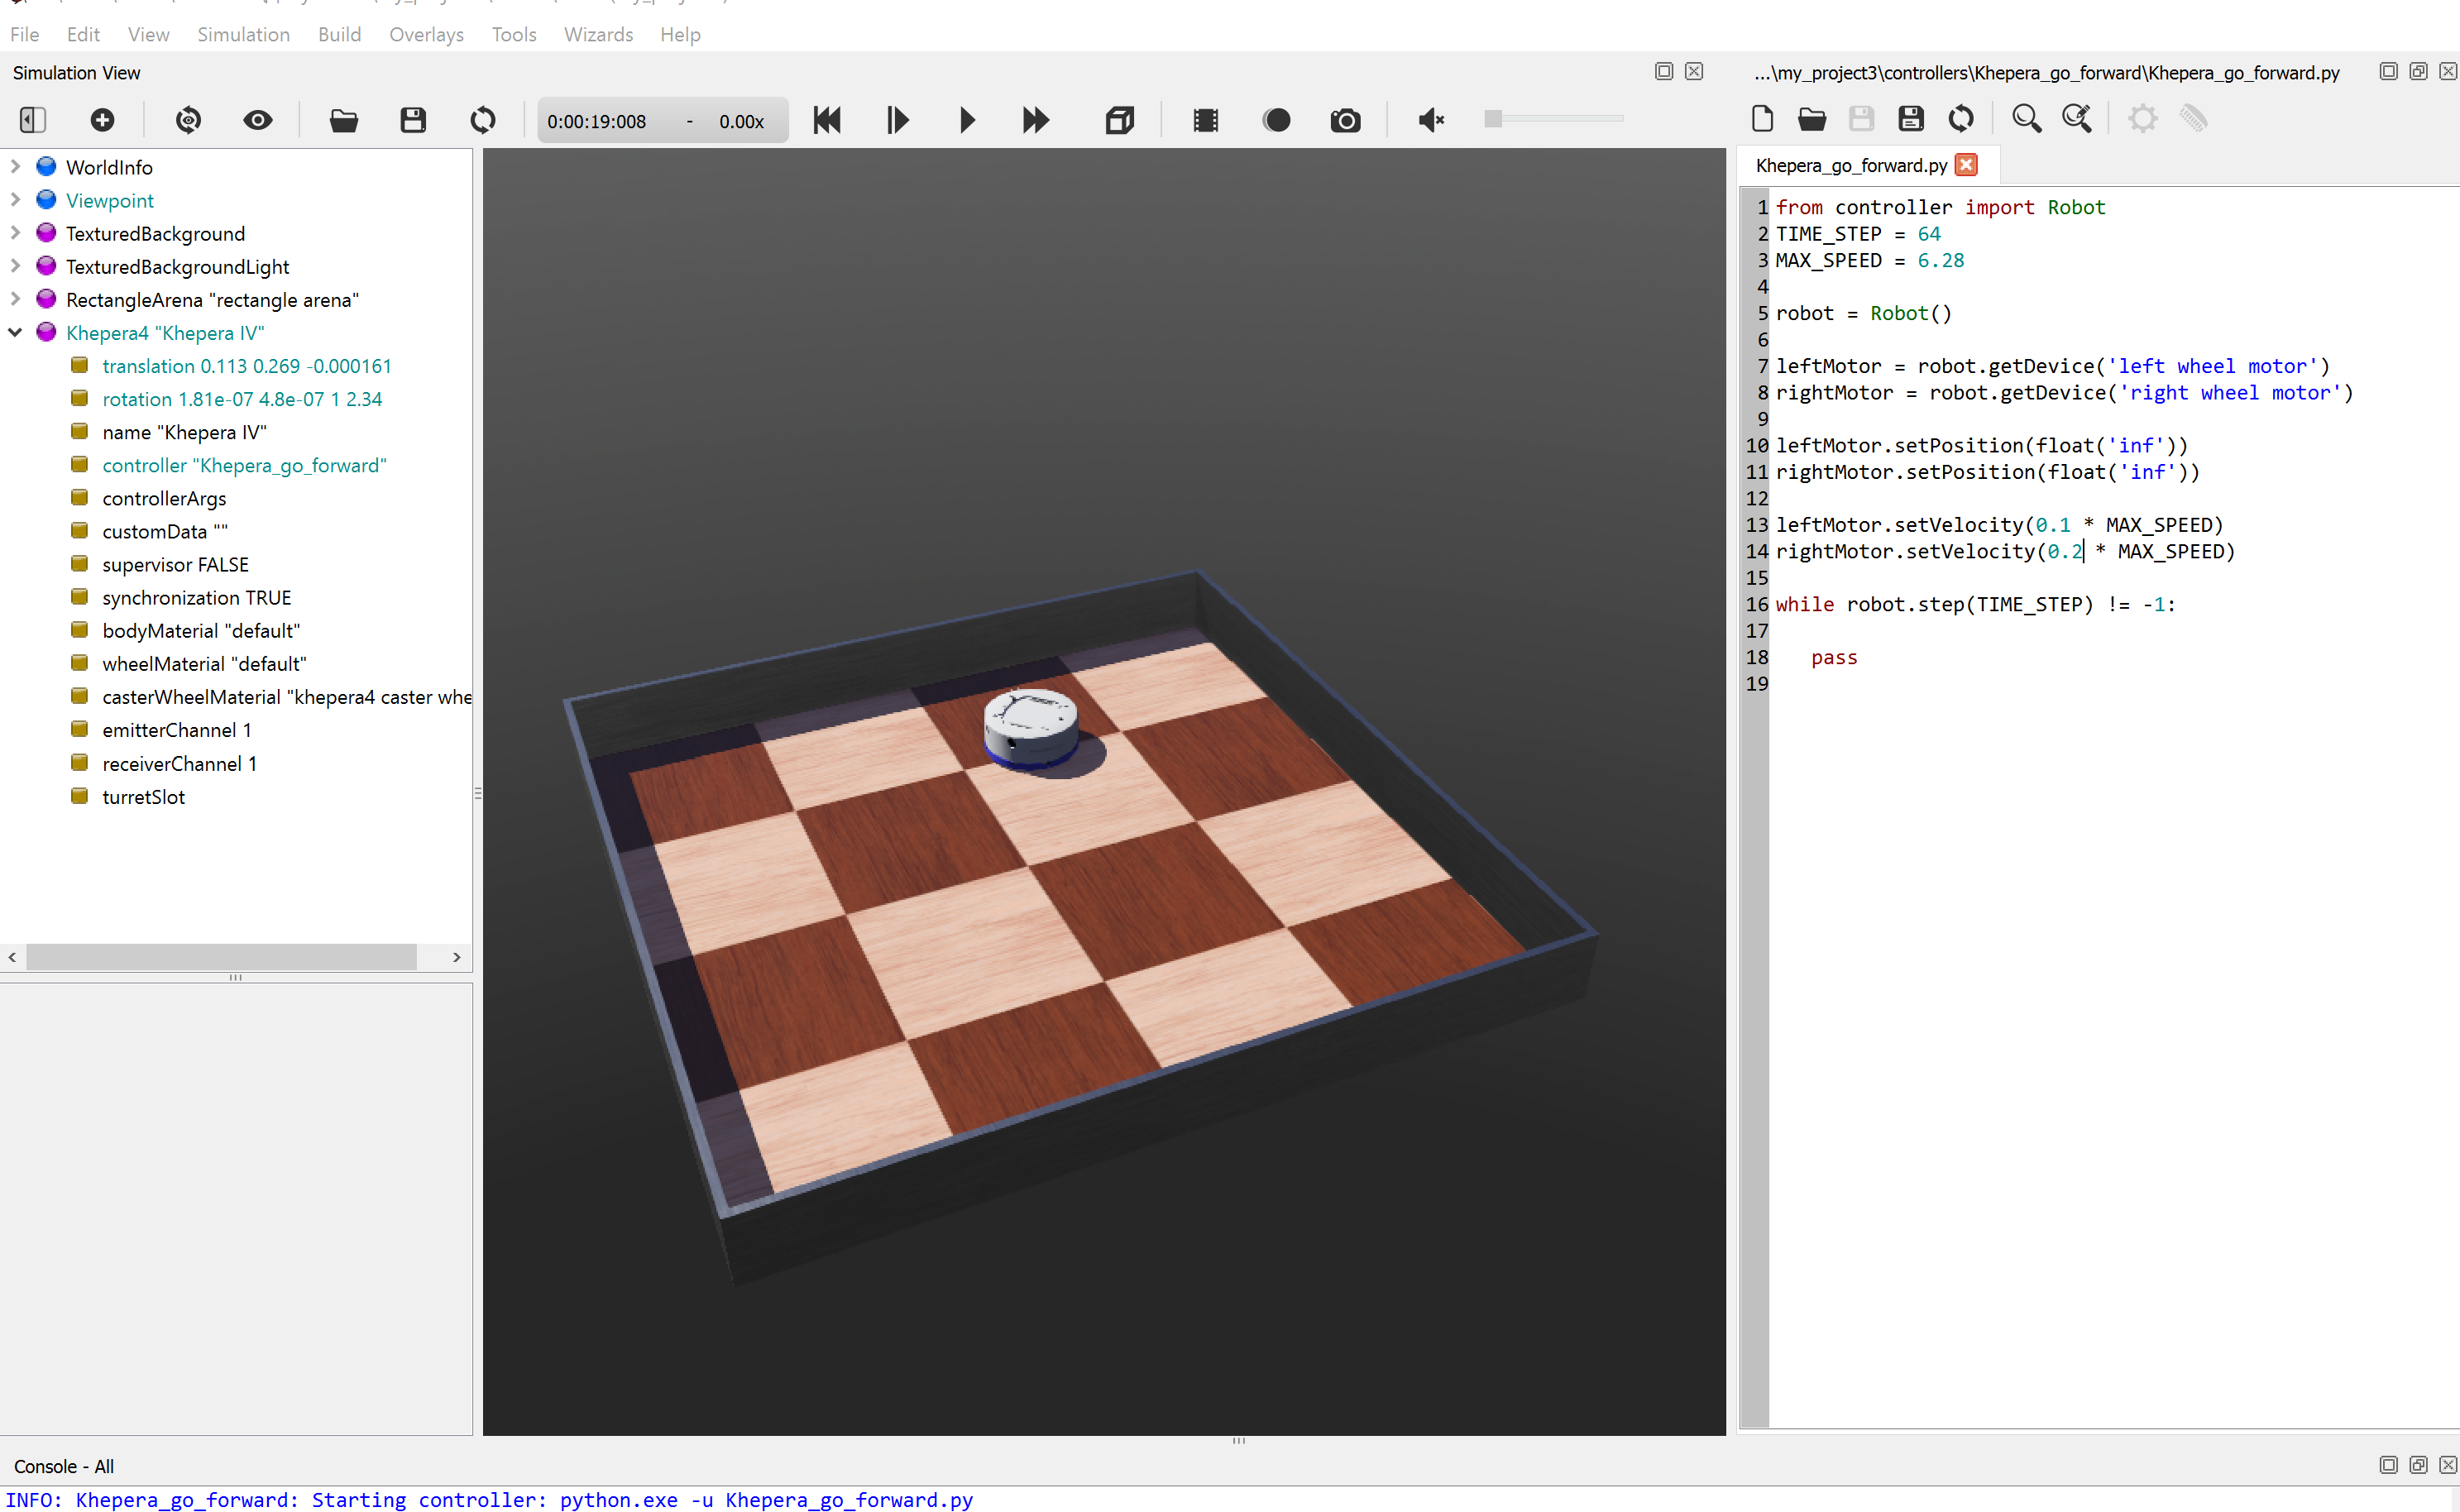 File Edit View Simulation Build Overlays Tools Wizards Help
Simulation View
0:00:19:008 - 0.00x
WorldInfo
Viewpoint
TexturedBackground
TexturedBackgroundLight
RectangleArena "rectangle arena"
Khepera4 "Khepera IV"
translation 0.113 0.269 -0.000161
rotation 1.81e-07 4.8e-07 1 2.34
name "Khepera IV"
controller "Khepera_go_forward"
controllerArgs
customData ""
supervisor FALSE
synchronization TRUE
bodyMaterial "default"
wheelMaterial "default"
casterWheelMaterial "khepera4 caster whe
emitterChannel 1
receiverChannel 1
turretSlot
...\my_project3\controllers\Khepera_go_forward\Khepera_go_forward.py
Khepera_go_forward.py
1 from controller import Robot
2 TIME_STEP = 64
3 MAX_SPEED = 6.28
4
5 robot = Robot()
6
7 leftMotor = robot.getDevice('left wheel motor')
8 rightMotor = robot.getDevice('right wheel motor')
9
10 leftMotor.setPosition(float('inf'))
11 rightMotor.setPosition(float('inf'))
12
13 leftMotor.setVelocity(0.1 * MAX_SPEED)
14 rightMotor.setVelocity(0.2 * MAX_SPEED)
15
16 while robot.step(TIME_STEP) != -1:
17
18    pass
19
Console - All
INFO: Khepera_go_forward: Starting controller: python.exe -u Khepera_go_forward.py